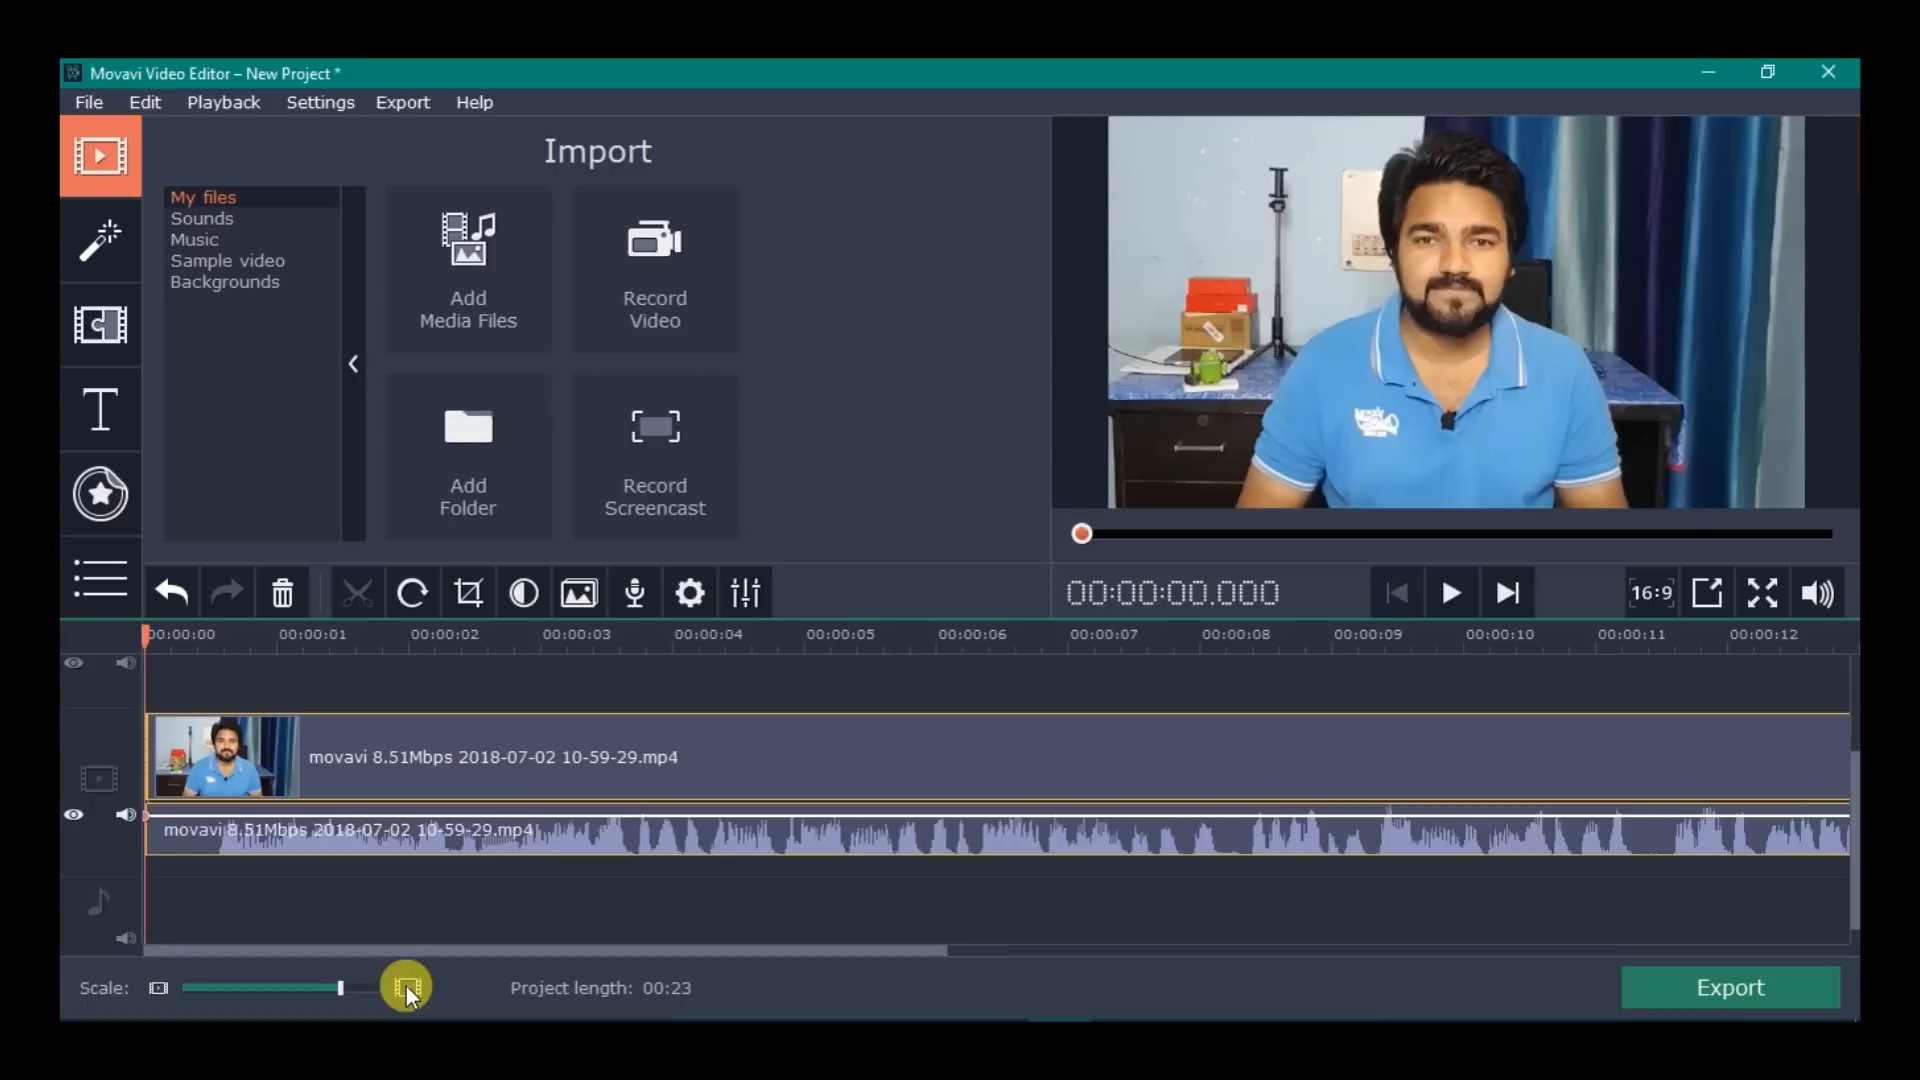 Movavi Video Editor – New Project *
File Edit Playback Settings Export Help
Import
My files
Sounds
Music
Sample video
Backgrounds
Add
Media Files
Record
Video
Add
Folder
Record
Screencast
00:00:00.000
16:9
00:00:00 00:00:01 00:00:02 00:00:03 00:00:04 00:00:05 00:00:06 00:00:07 00:00:08 00:00:09 00:00:10 00:00:11 00:00:12
movavi 8.51Mbps 2018-07-02 10-59-29.mp4
movavi 8.51Mbps 2018-07-02 10-59-29.mp4
Scale: Project length: 00:23
Export